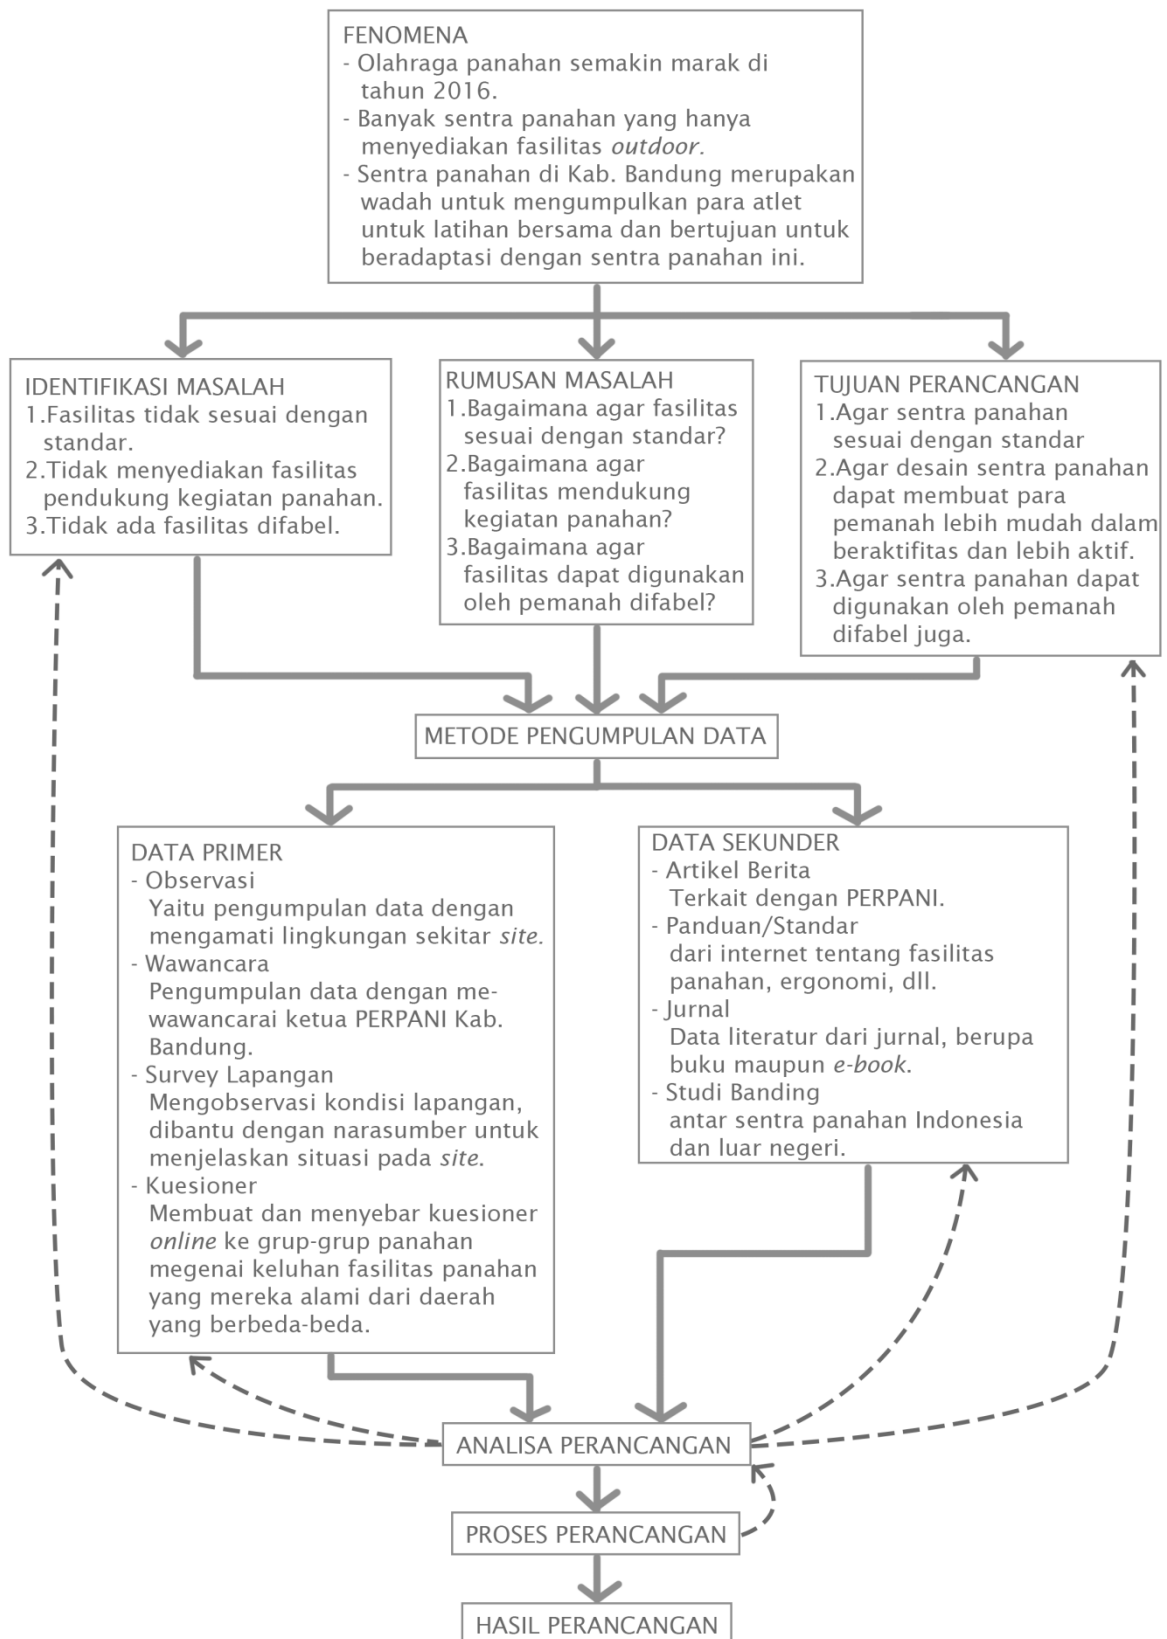 FENOMENA
- Olahraga panahan semakin marak di
tahun 2016.
- Banyak sentra panahan yang hanya
menyediakan fasilitas outdoor.
- Sentra panahan di Kab. Bandung merupakan
wadah untuk mengumpulkan para atlet
untuk latihan bersama dan bertujuan untuk
beradaptasi dengan sentra panahan ini.
IDENTIFIKASI MASALAH
1.Fasilitas tidak sesuai dengan
standar.
2.Tidak menyediakan fasilitas
pendukung kegiatan panahan.
3.Tidak ada fasilitas difabel.
RUMUSAN MASALAH
1.Bagaimana agar fasilitas
sesuai dengan standar?
2.Bagaimana agar
fasilitas mendukung
kegiatan panahan?
3.Bagaimana agar
fasilitas dapat digunakan
oleh pemanah difabel?
TUJUAN PERANCANGAN
1.Agar sentra panahan
sesuai dengan standar
2.Agar desain sentra panahan
dapat membuat para
pemanah lebih mudah dalam
beraktifitas dan lebih aktif.
3.Agar sentra panahan dapat
digunakan oleh pemanah
difabel juga.
METODE PENGUMPULAN DATA
DATA PRIMER
- Observasi
Yaitu pengumpulan data dengan
mengamati lingkungan sekitar site.
- Wawancara
Pengumpulan data dengan me-
wawancarai ketua PERPANI Kab.
Bandung.
- Survey Lapangan
Mengobservasi kondisi lapangan,
dibantu dengan narasumber untuk
menjelaskan situasi pada site.
- Kuesioner
Membuat dan menyebar kuesioner
online ke grup-grup panahan
megenai keluhan fasilitas panahan
yang mereka alami dari daerah
yang berbeda-beda.
DATA SEKUNDER
- Artikel Berita
Terkait dengan PERPANI.
- Panduan/Standar
dari internet tentang fasilitas
panahan, ergonomi, dll.
- Jurnal
Data literatur dari jurnal, berupa
buku maupun e-book.
- Studi Banding
antar sentra panahan Indonesia
dan luar negeri.
ANALISA PERANCANGAN
PROSES PERANCANGAN
HASIL PERANCANGAN